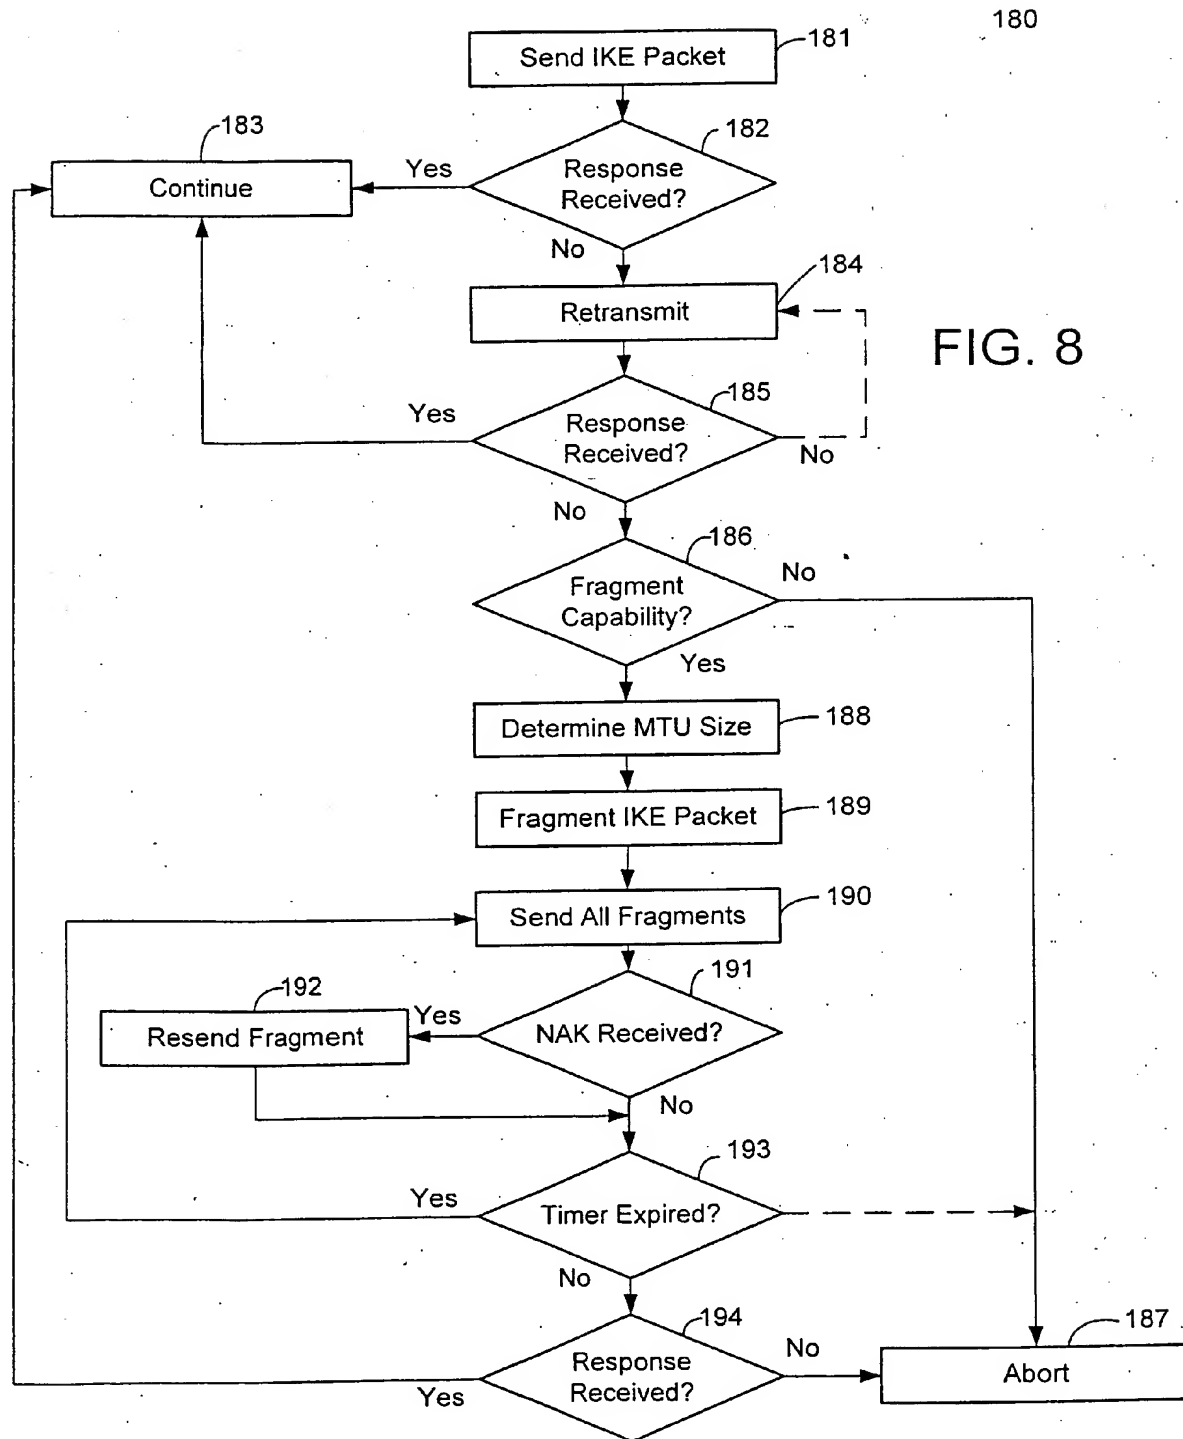 180
181
Send IKE Packet
182
183
Yes
Response
Received?
Continue
No
184
Retransmit
FIG. 8
185
Yes
Response
Received?
No
No
186
No
Fragment
Capability?
Yes
188
Determine MTU Size
189
Fragment IKE Packet
190
Send All Fragments
191
192
Yes
NAK Received?
Resend Fragment
No
193
Yes
Timer Expired?
No
194
187
No
Response
Received?
Abort
Yes